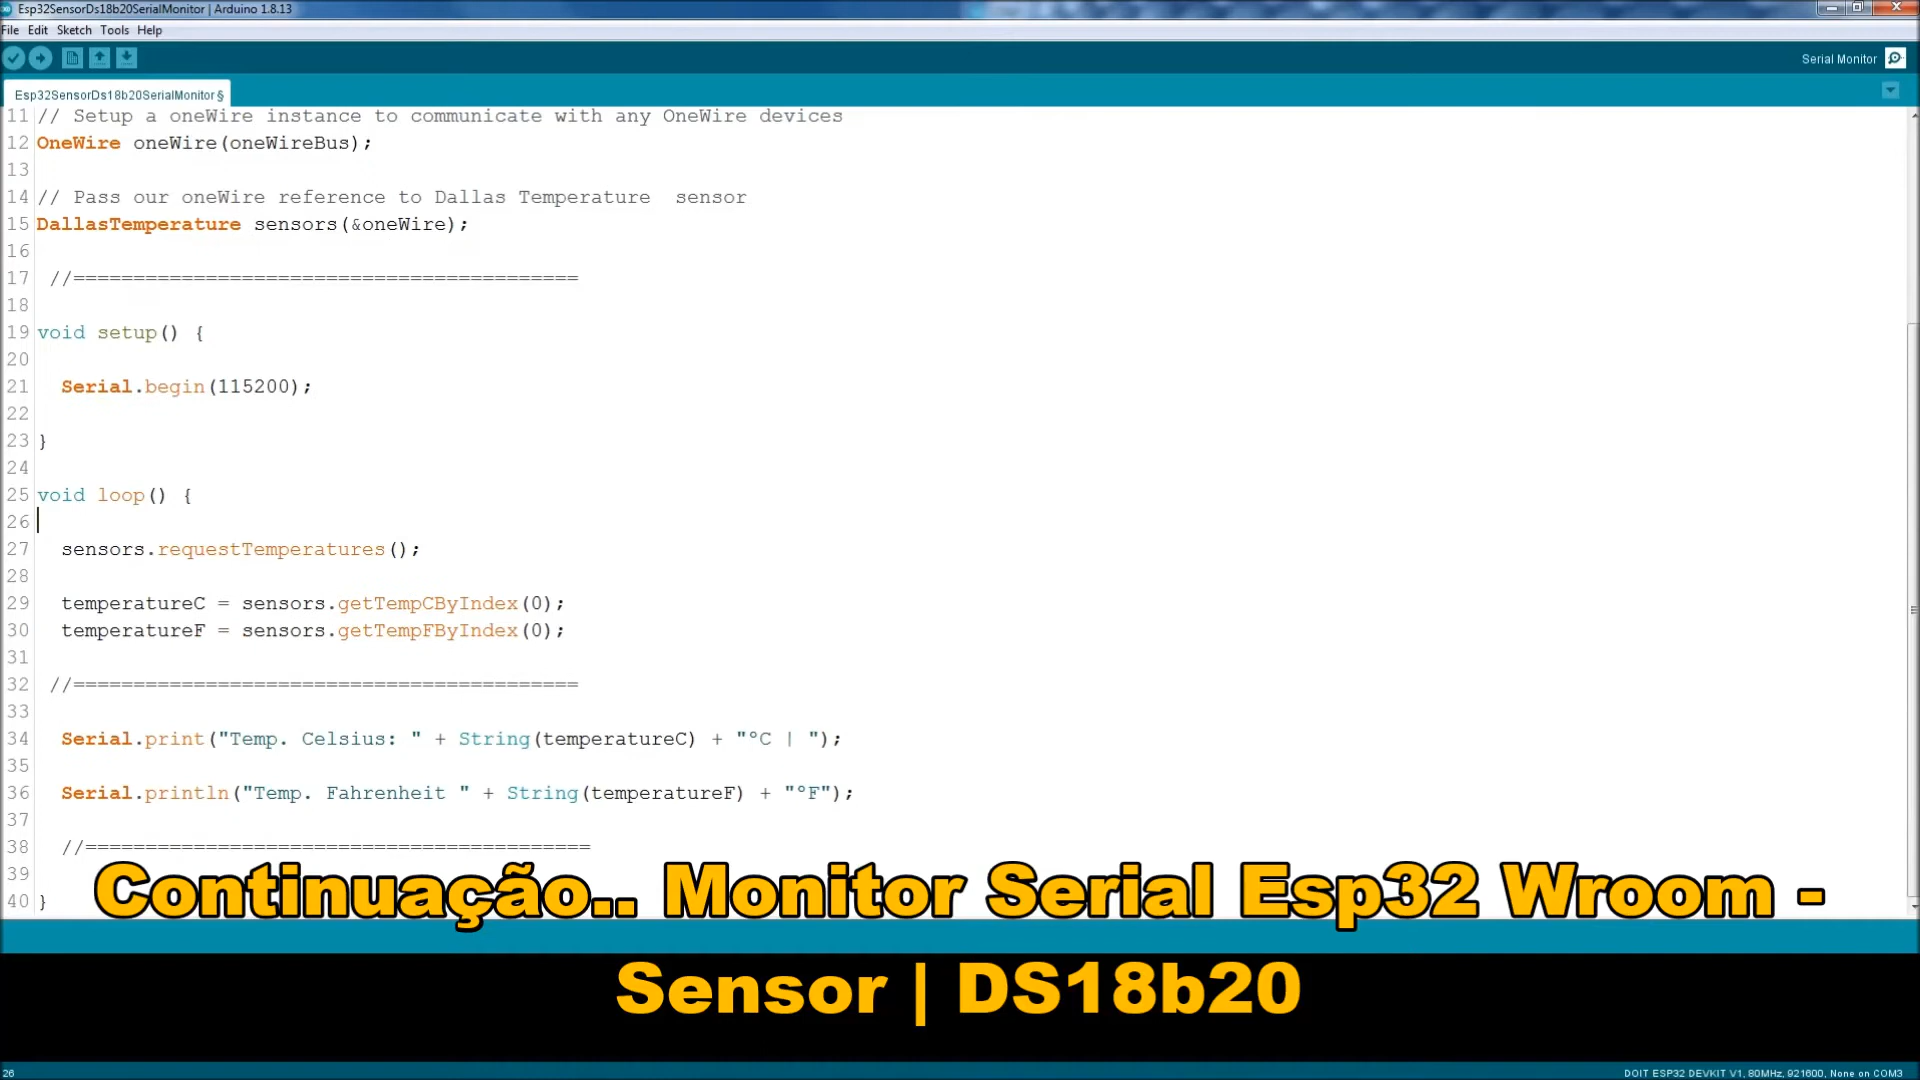 Esp32SensorDs18b20SerialMonitor | Arduino 1.8.13
File Edit Sketch Tools Help
Serial Monitor
Esp32SensorDs18b20SerialMonitor §
11 // Setup a oneWire instance to communicate with any OneWire devices
12 OneWire oneWire(oneWireBus);
13
14 // Pass our oneWire reference to Dallas Temperature  sensor
15 DallasTemperature sensors(&oneWire);
16
17  //==========================================
18
19 void setup() {
20
21   Serial.begin(115200);
22
23 }
24
25 void loop() {
26
27   sensors.requestTemperatures();
28
29   temperatureC = sensors.getTempCByIndex(0);
30   temperatureF = sensors.getTempFByIndex(0);
31
32  //==========================================
33
34   Serial.print("Temp. Celsius: " + String(temperatureC) + "°C | ");
35
36   Serial.println("Temp. Fahrenheit " + String(temperatureF) + "°F");
37
38   //==========================================
39
40 }
Continuação.. Monitor Serial Esp32 Wroom -
Sensor | DS18b20
26
DOIT ESP32 DEVKIT V1, 80MHz, 921600, None on COM3